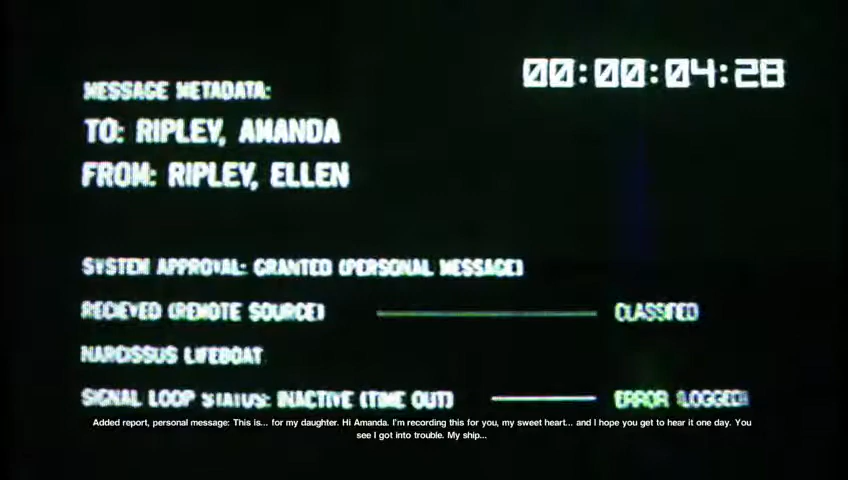 00:00:04:28
MESSAGE METADATA:
TO: RIPLEY, AMANDA
FROM: RIPLEY, ELLEN
SYSTEM APPROVAL: GRANTED (PERSONAL MESSAGE)
RECIEVED (REMOTE SOURCE) CLASSIFIED
NARCISSUS LIFEBOAT
SIGNAL LOOP STATUS: INACTIVE (TIME OUT) ERROR (LOGGED)
Added report, personal message: This is... for my daughter. Hi Amanda. I'm recording this for you, my sweet heart... and I hope you get to hear it one day. You
see I got into trouble. My ship...